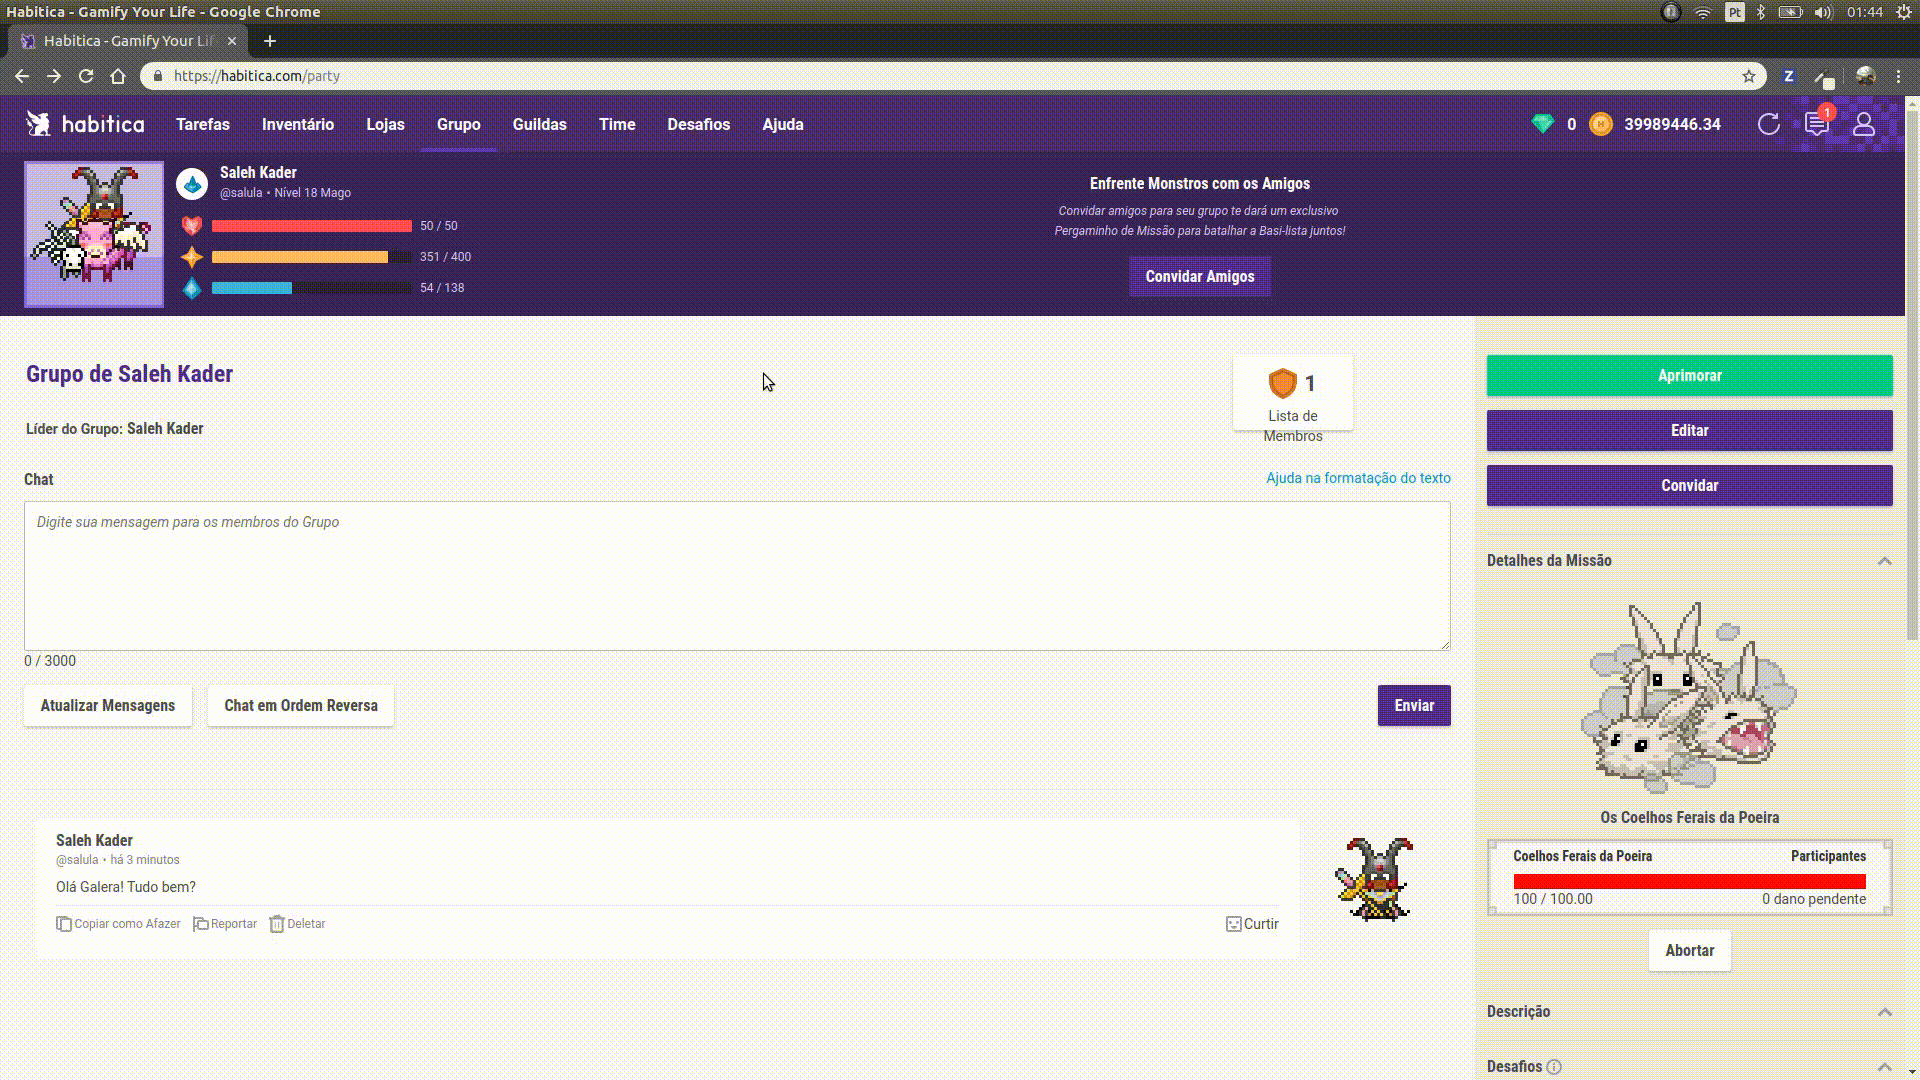 Habitica - Gamify Your Life - Google Chrome
Pt
01:44
Habitica - Gamify Your Lif
https://habitica.com/party
Z
habitica
Tarefas
Inventário
Lojas
Grupo
Guildas
Time
Desafios
Ajuda
0
39989446.34
1
Saleh Kader
@salula • Nível 18 Mago
50 / 50
351 / 400
54 / 138
Enfrente Monstros com os Amigos
Convidar amigos para seu grupo te dará um exclusivo
Pergaminho de Missão para batalhar a Basi-lista juntos!
Convidar Amigos
Grupo de Saleh Kader
Líder do Grupo: Saleh Kader
1
Lista de
Membros
Chat
Ajuda na formatação do texto
Digite sua mensagem para os membros do Grupo
0 / 3000
Atualizar Mensagens
Chat em Ordem Reversa
Enviar
Saleh Kader
@salula • há 3 minutos
Olá Galera! Tudo bem?
Copiar como Afazer
Reportar
Deletar
Curtir
Aprimorar
Editar
Convidar
Detalhes da Missão
Os Coelhos Ferais da Poeira
Coelhos Ferais da Poeira
Participantes
100 / 100.00
0 dano pendente
Abortar
Descrição
Desafios